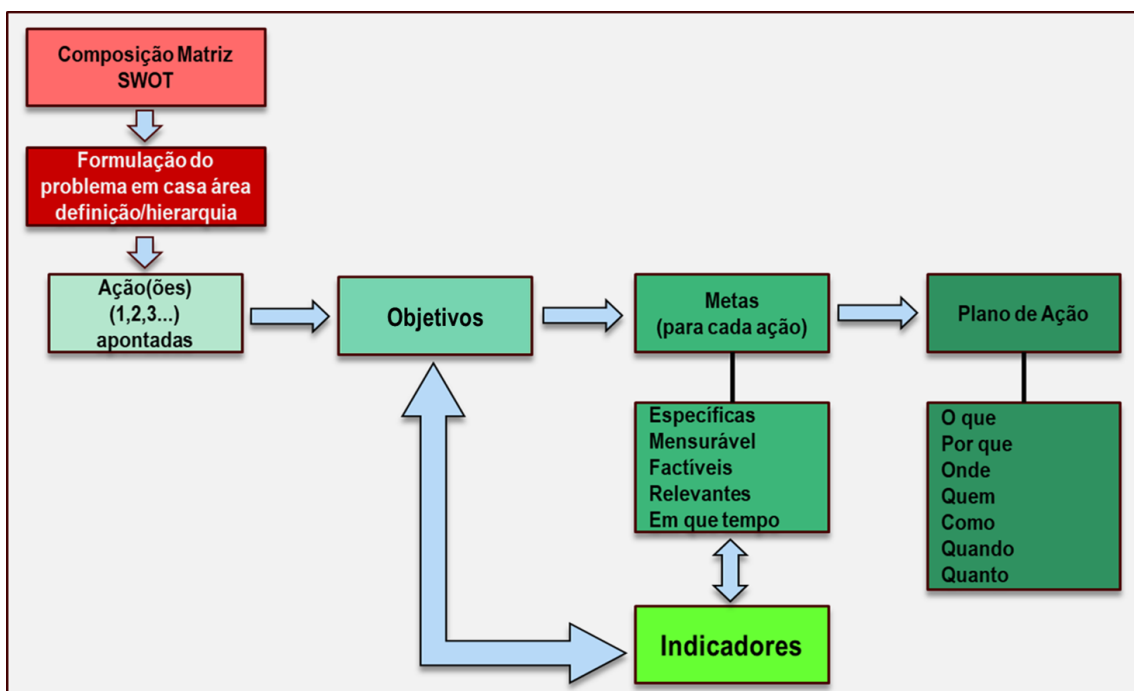 Composição Matriz
SWOT
Formulação do
problema em casa área
definição/hierarquia
Ação(ões)
(1,2,3...)
apontadas
Objetivos
Metas
(para cada ação)
Plano de Ação
Específicas
Mensurável
Factíveis
Relevantes
Em que tempo
O que
Por que
Onde
Quem
Como
Quando
Quanto
Indicadores